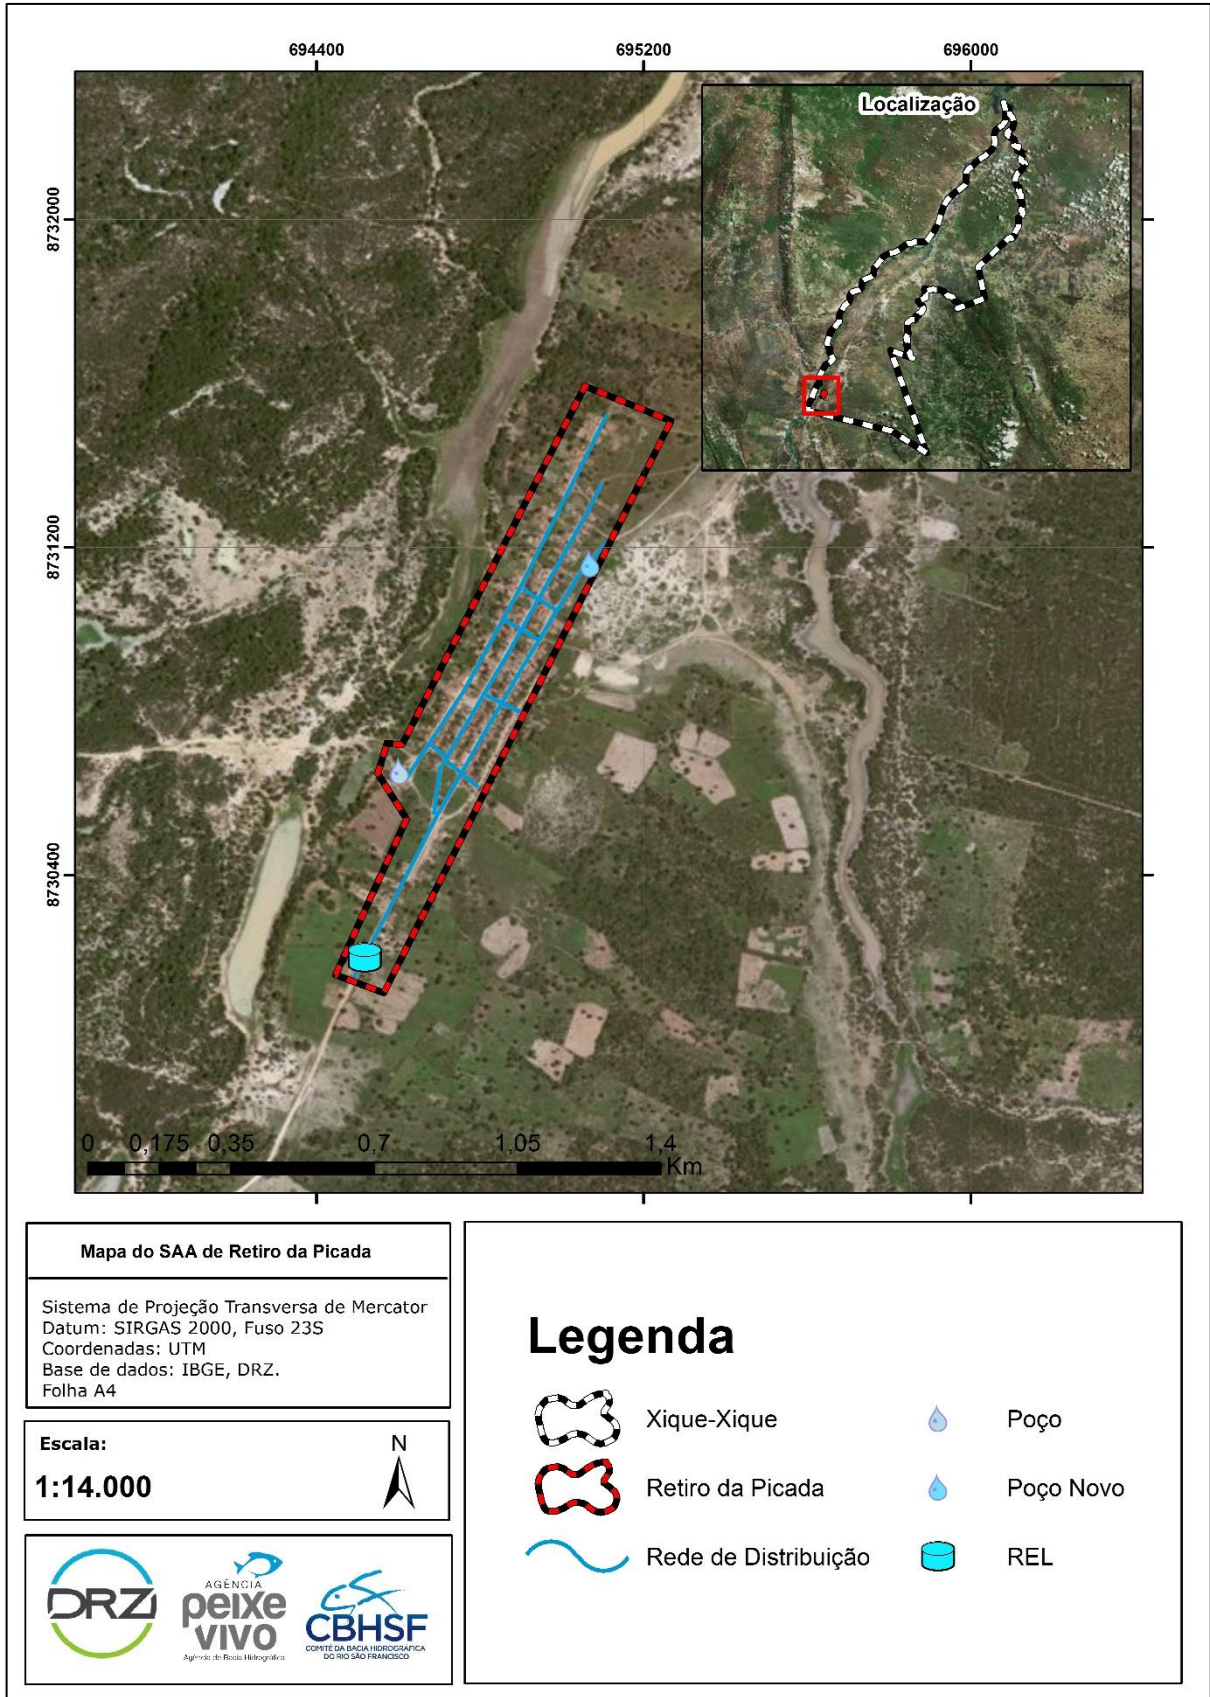 694400
695200
696000
Localização
8732000
8731200
8730400
0 0,175 0,35 0,7 1,05 1,4
Km
Mapa do SAA de Retiro da Picada
Sistema de Projeção Transversa de Mercator
Datum: SIRGAS 2000, Fuso 23S
Coordenadas: UTM
Base de dados: IBGE, DRZ.
Folha A4
Escala:
1:14.000
N
DRZ
AGÊNCIA
peixe
vivo
Agência de Bacia Hidrográfica
CBHSF
COMITÊ DA BACIA HIDROGRÁFICA
DO RIO SÃO FRANCISCO
Legenda
Xique-Xique
Retiro da Picada
Rede de Distribuição
Poço
Poço Novo
REL